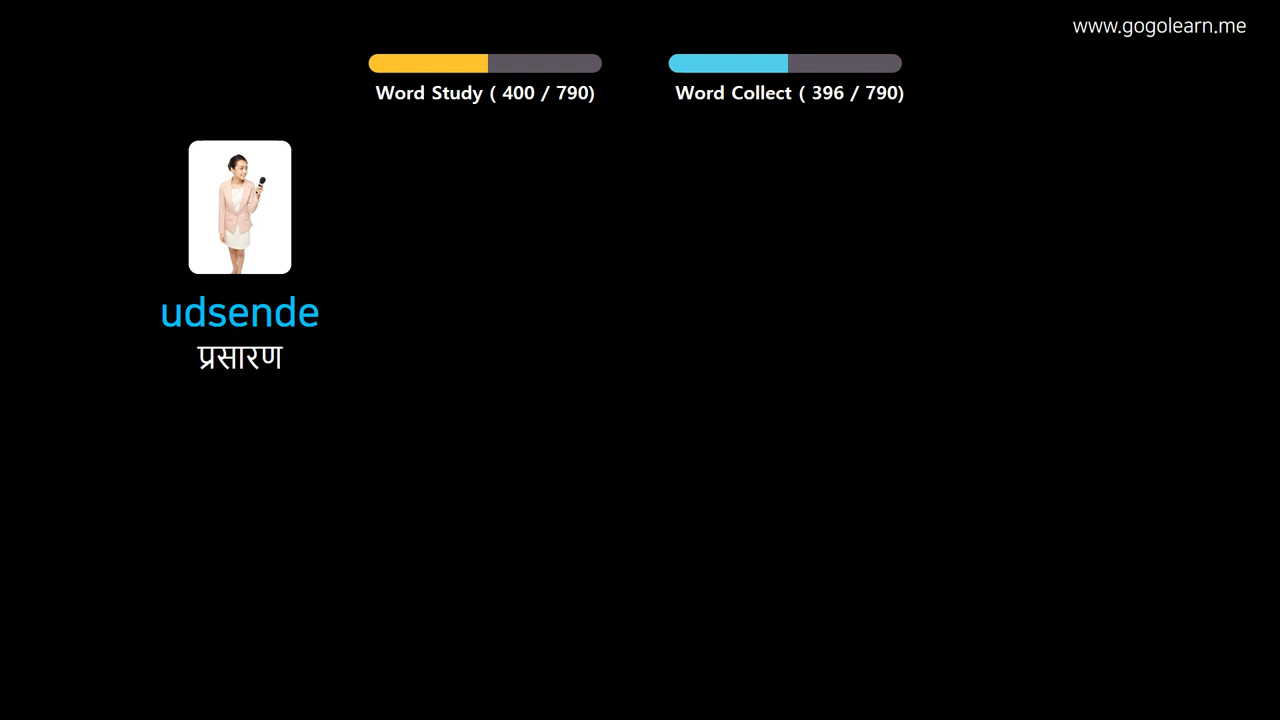 www.gogolearn.me
Word Study ( 400 / 790)
Word Collect ( 396 / 790)
udsende
प्रसारण